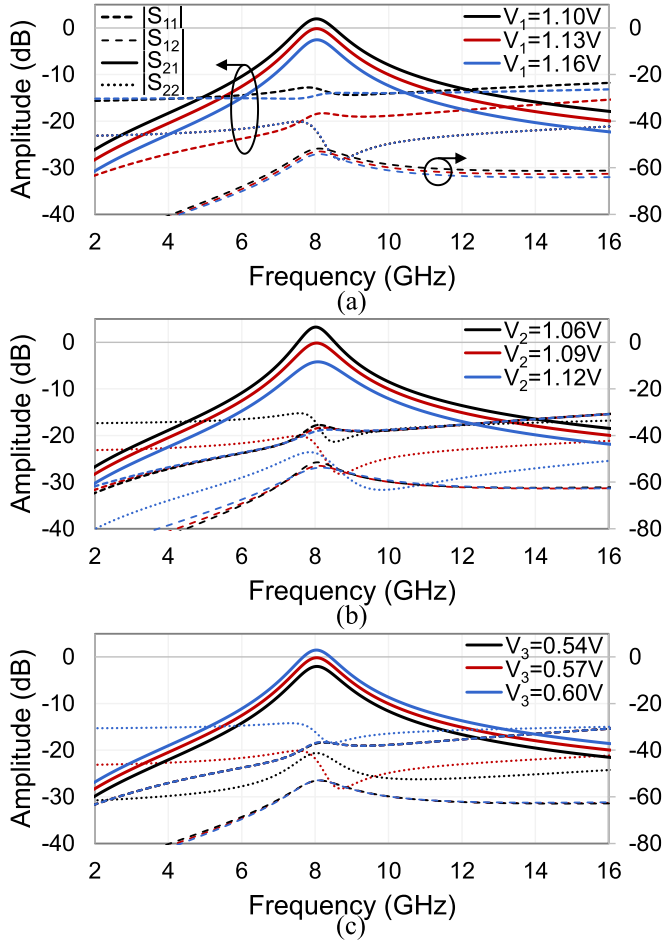 |S11|
|S12|
|S21|
|S22|
V1=1.10V
V1=1.13V
V1=1.16V
Amplitude (dB)
0
-10
-20
-30
-40
0
-20
-40
-60
-80
2 4 6 8 10 12 14 16
Frequency (GHz)
(a)
V2=1.06V
V2=1.09V
V2=1.12V
Amplitude (dB)
0
-10
-20
-30
-40
0
-20
-40
-60
-80
2 4 6 8 10 12 14 16
Frequency (GHz)
(b)
V3=0.54V
V3=0.57V
V3=0.60V
Amplitude (dB)
0
-10
-20
-30
-40
0
-20
-40
-60
-80
2 4 6 8 10 12 14 16
Frequency (GHz)
(c)